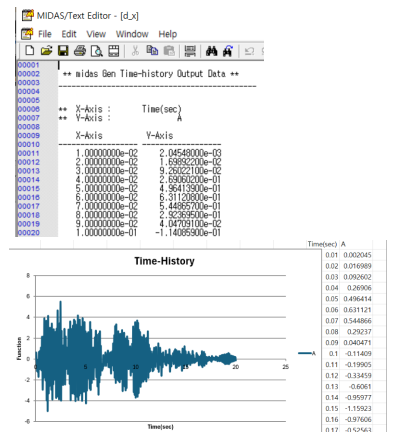 MIDAS/Text Editor - [d_x]
File Edit View Window Help
00001
00002 ** midas Gen Time-history Output Data **
00003
00004
00005
00006 ** X-Axis : Time(sec)
00007 ** Y-Axis : A
00008
00009 X-Axis Y-Axis
00010
00011 1.00000000e-02 2.04548000e-03
00012 2.00000000e-02 1.69892200e-02
00013 3.00000000e-02 9.26022100e-02
00014 4.00000000e-02 2.69060200e-01
00015 5.00000000e-02 4.96413900e-01
00016 6.00000000e-02 6.31120800e-01
00017 7.00000000e-02 5.44865700e-01
00018 8.00000000e-02 2.92369500e-01
00019 9.00000000e-02 4.04709100e-02
00020 1.00000000e-01 -1.14085900e-01
Time-History
Function
8
6
4
2
0
-2
-4
-6
0 5 10 15 20 25
Time(sec)
A
Time(sec) A
0.01 0.002045
0.02 0.016989
0.03 0.092602
0.04 0.26906
0.05 0.496414
0.06 0.631121
0.07 0.544866
0.08 0.29237
0.09 0.040471
0.1 -0.11409
0.11 -0.19905
0.12 -0.33459
0.13 -0.6061
0.14 -0.95977
0.15 -1.15923
0.16 -0.97606
0.17 -0.52563